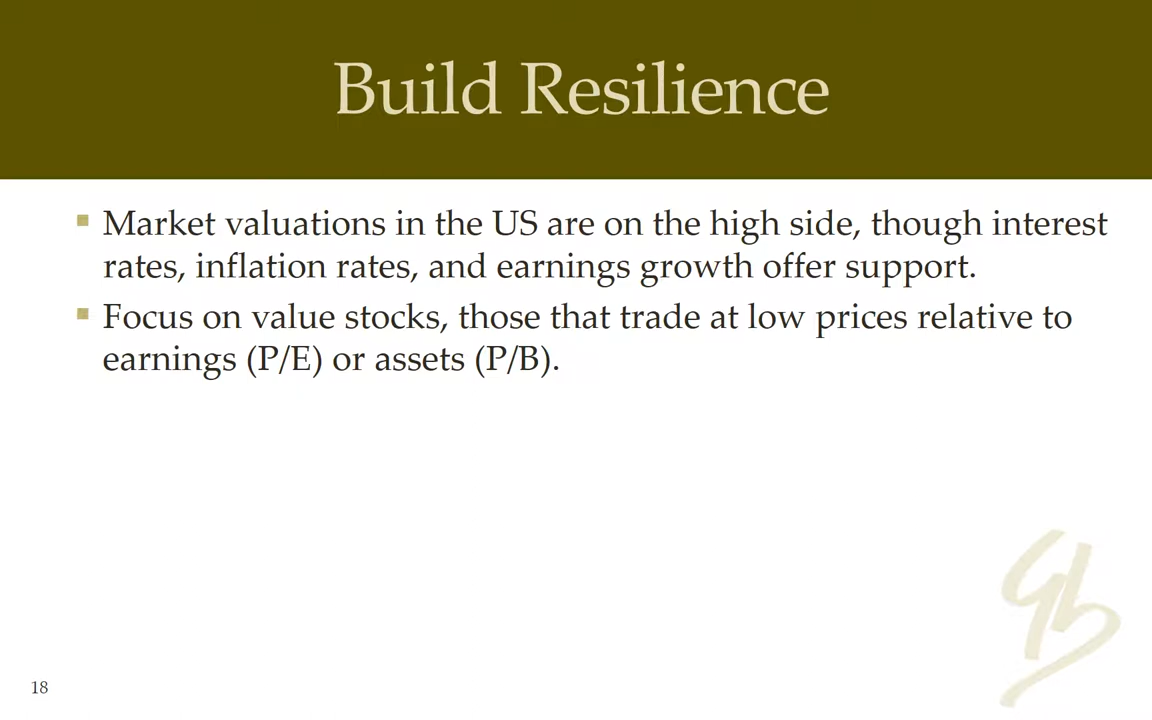 Build Resilience
Market valuations in the US are on the high side, though interest
rates, inflation rates, and earnings growth offer support.
Focus on value stocks, those that trade at low prices relative to
earnings (P/E) or assets (P/B).
18